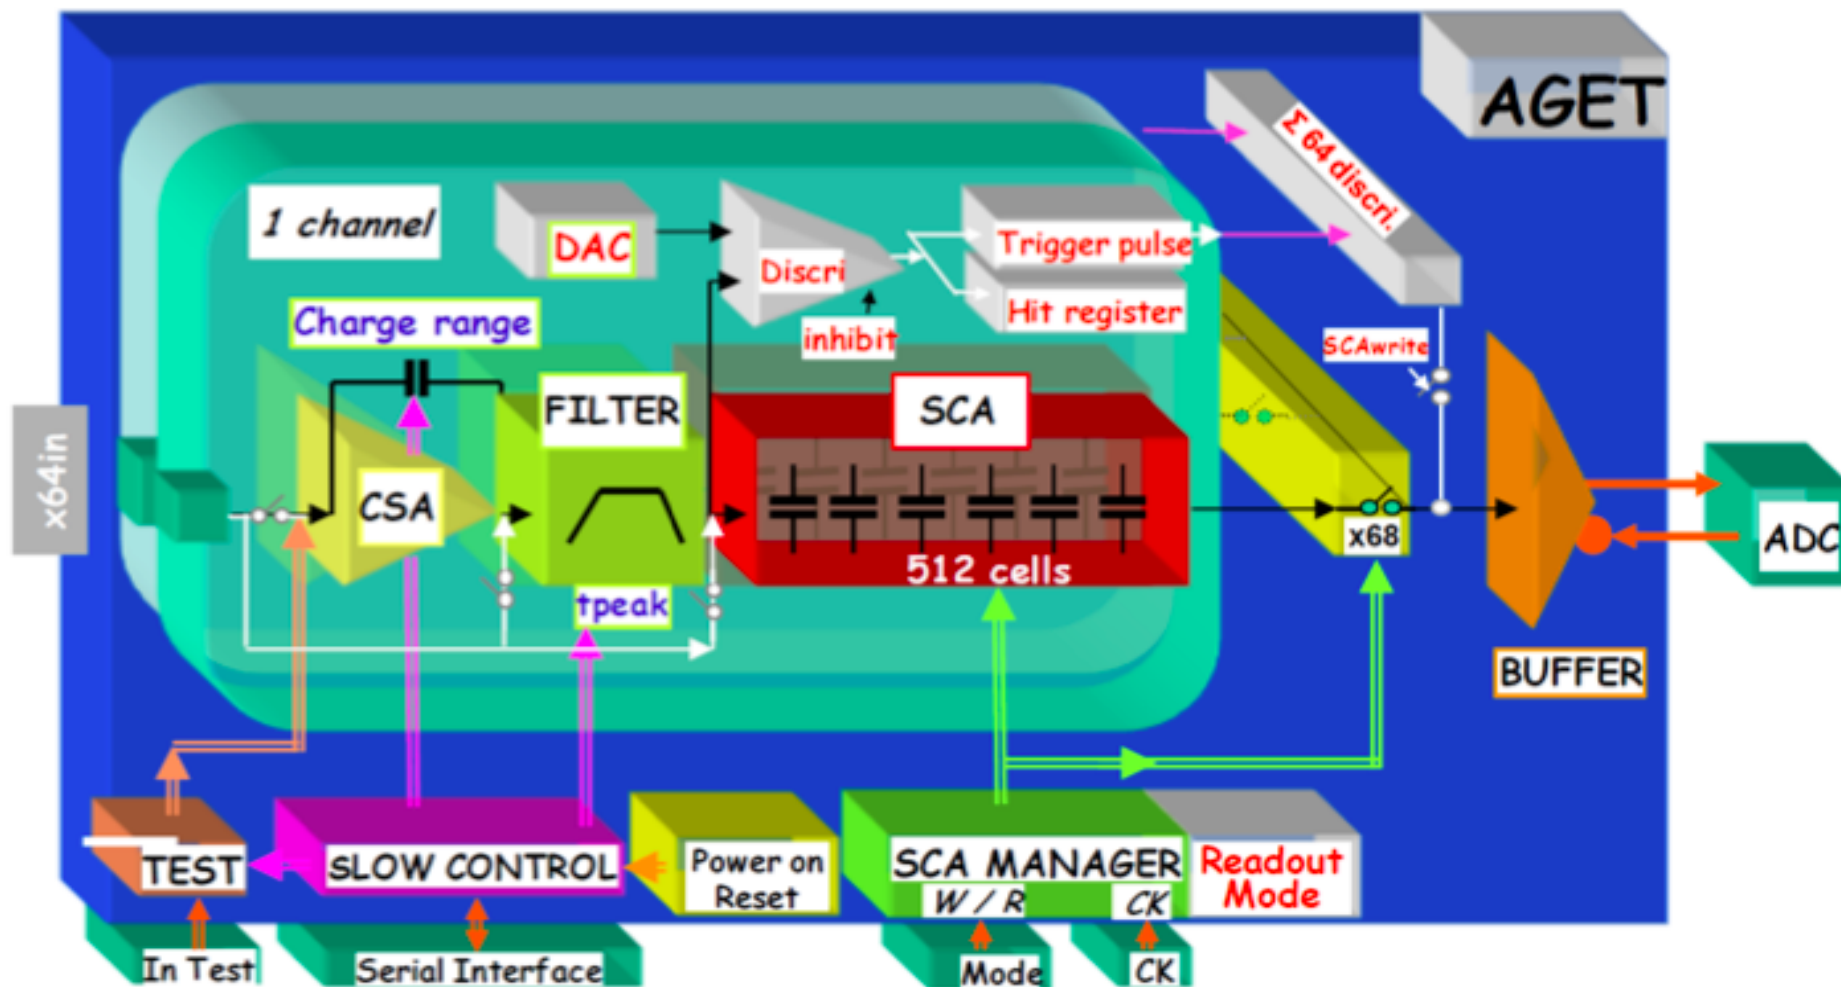 AGET
Σ 64 discri.
1 channel
DAC
Discri
Trigger pulse
Hit register
inhibit
Charge range
SCAwrite
FILTER
SCA
x64in
CSA
x68
ADC
512 cells
tpeak
BUFFER
TEST
SLOW CONTROL
Power on
Reset
SCA MANAGER
W / R
CK
Readout
Mode
In Test
Serial Interface
Mode
CK